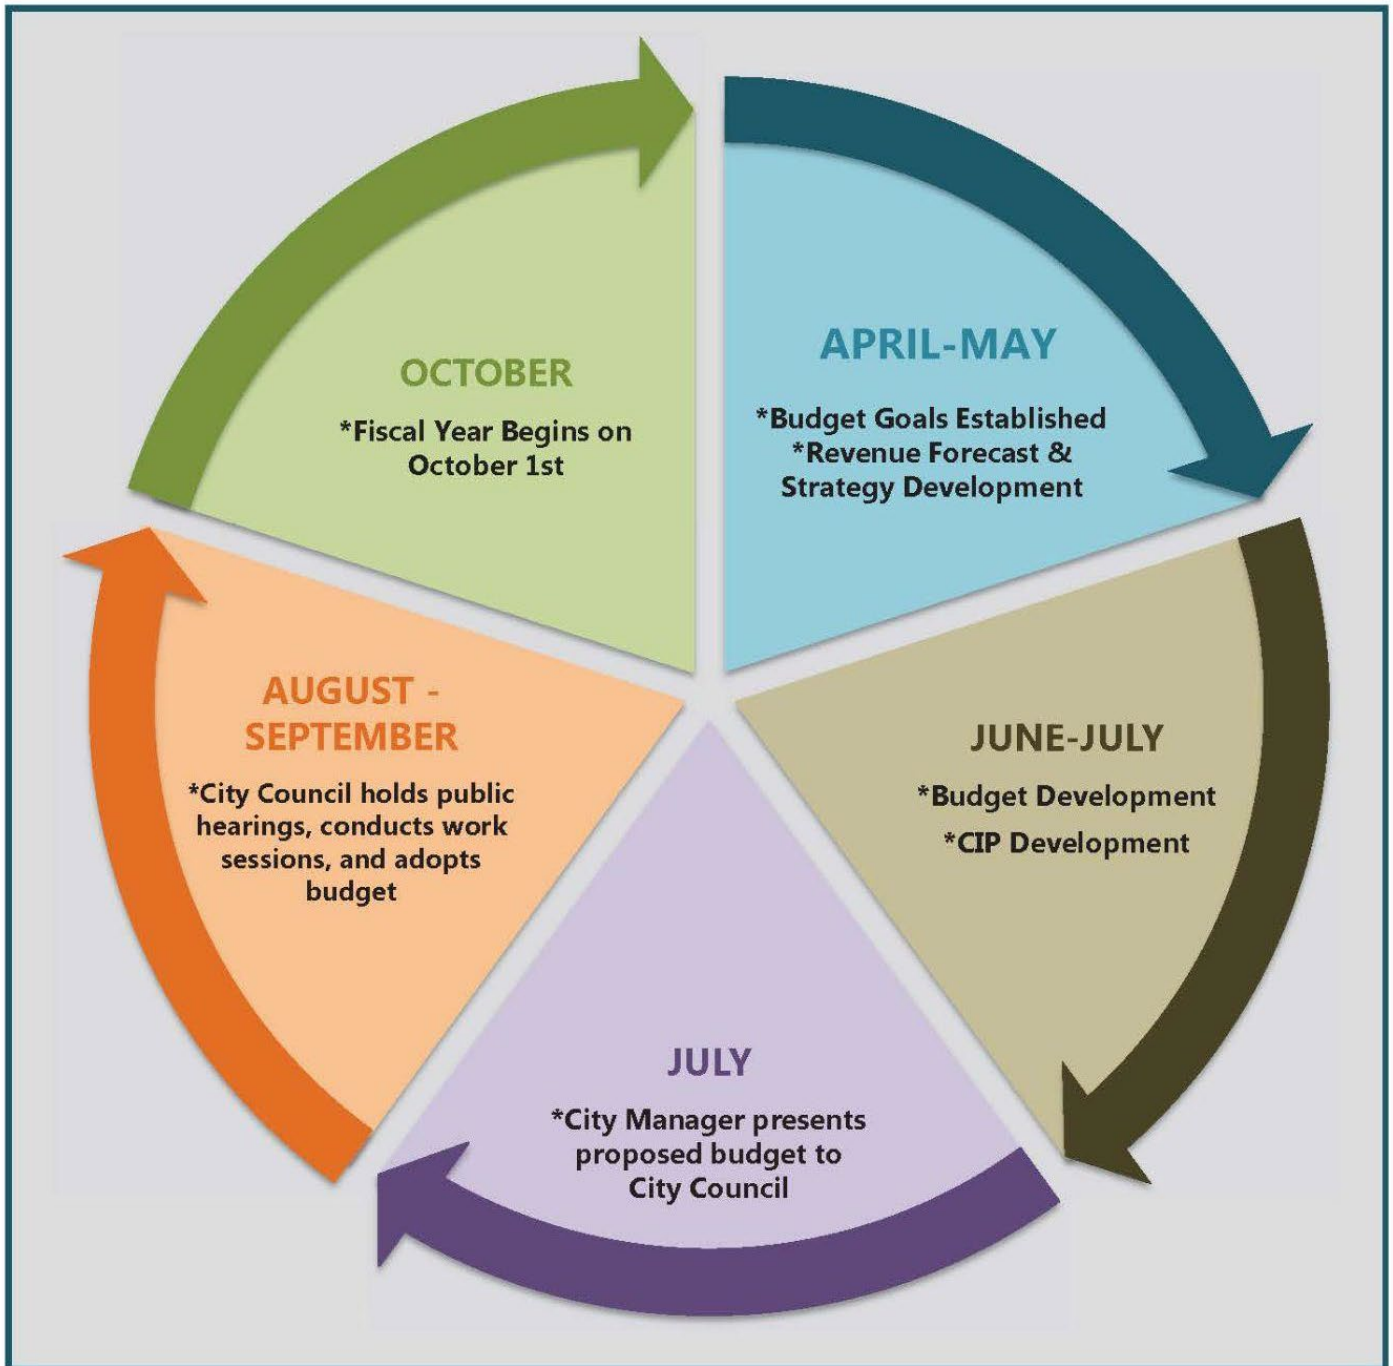 APRIL-MAY
*Budget Goals Established
*Revenue Forecast &
Strategy Development
JUNE-JULY
*Budget Development
*CIP Development
JULY
*City Manager presents
proposed budget to
City Council
AUGUST -
SEPTEMBER
*City Council holds public
hearings, conducts work
sessions, and adopts
budget
OCTOBER
*Fiscal Year Begins on
October 1st